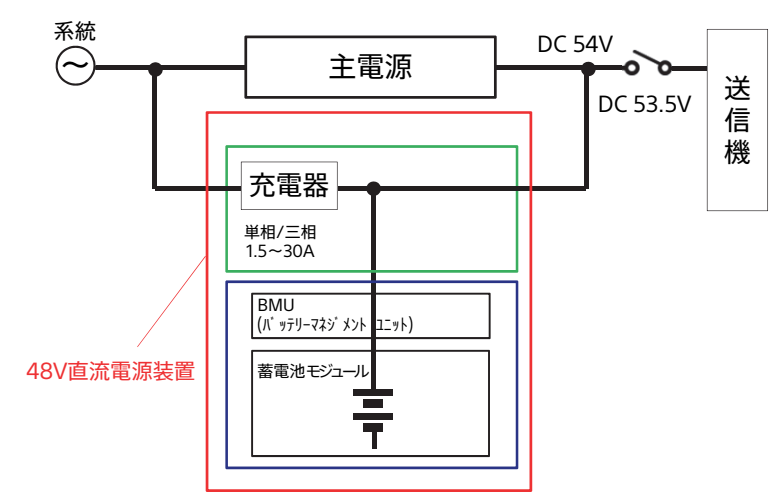 系統
主電源
DC 54V
DC 53.5V
送信機
充電器
単相/三相
1.5～30A
BMU
(ﾊﾞｯﾃﾘｰﾏﾈｼﾞﾒﾝﾄ ﾕﾆｯﾄ)
蓄電池モジュール
48V直流電源装置